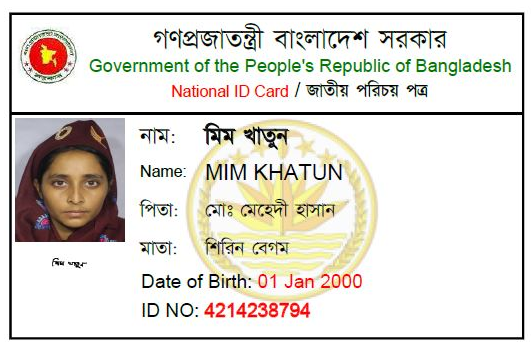 গণপ্রজাতন্ত্রী বাংলাদেশ সরকার
Government of the People's Republic of Bangladesh
National ID Card / জাতীয় পরিচয় পত্র
নাম: মিম খাতুন
Name: MIM KHATUN
পিতা: মোঃ মেহেদী হাসান
মাতা: শিরিন বেগম
মিম খাতুন
Date of Birth: 01 Jan 2000
ID NO: 4214238794